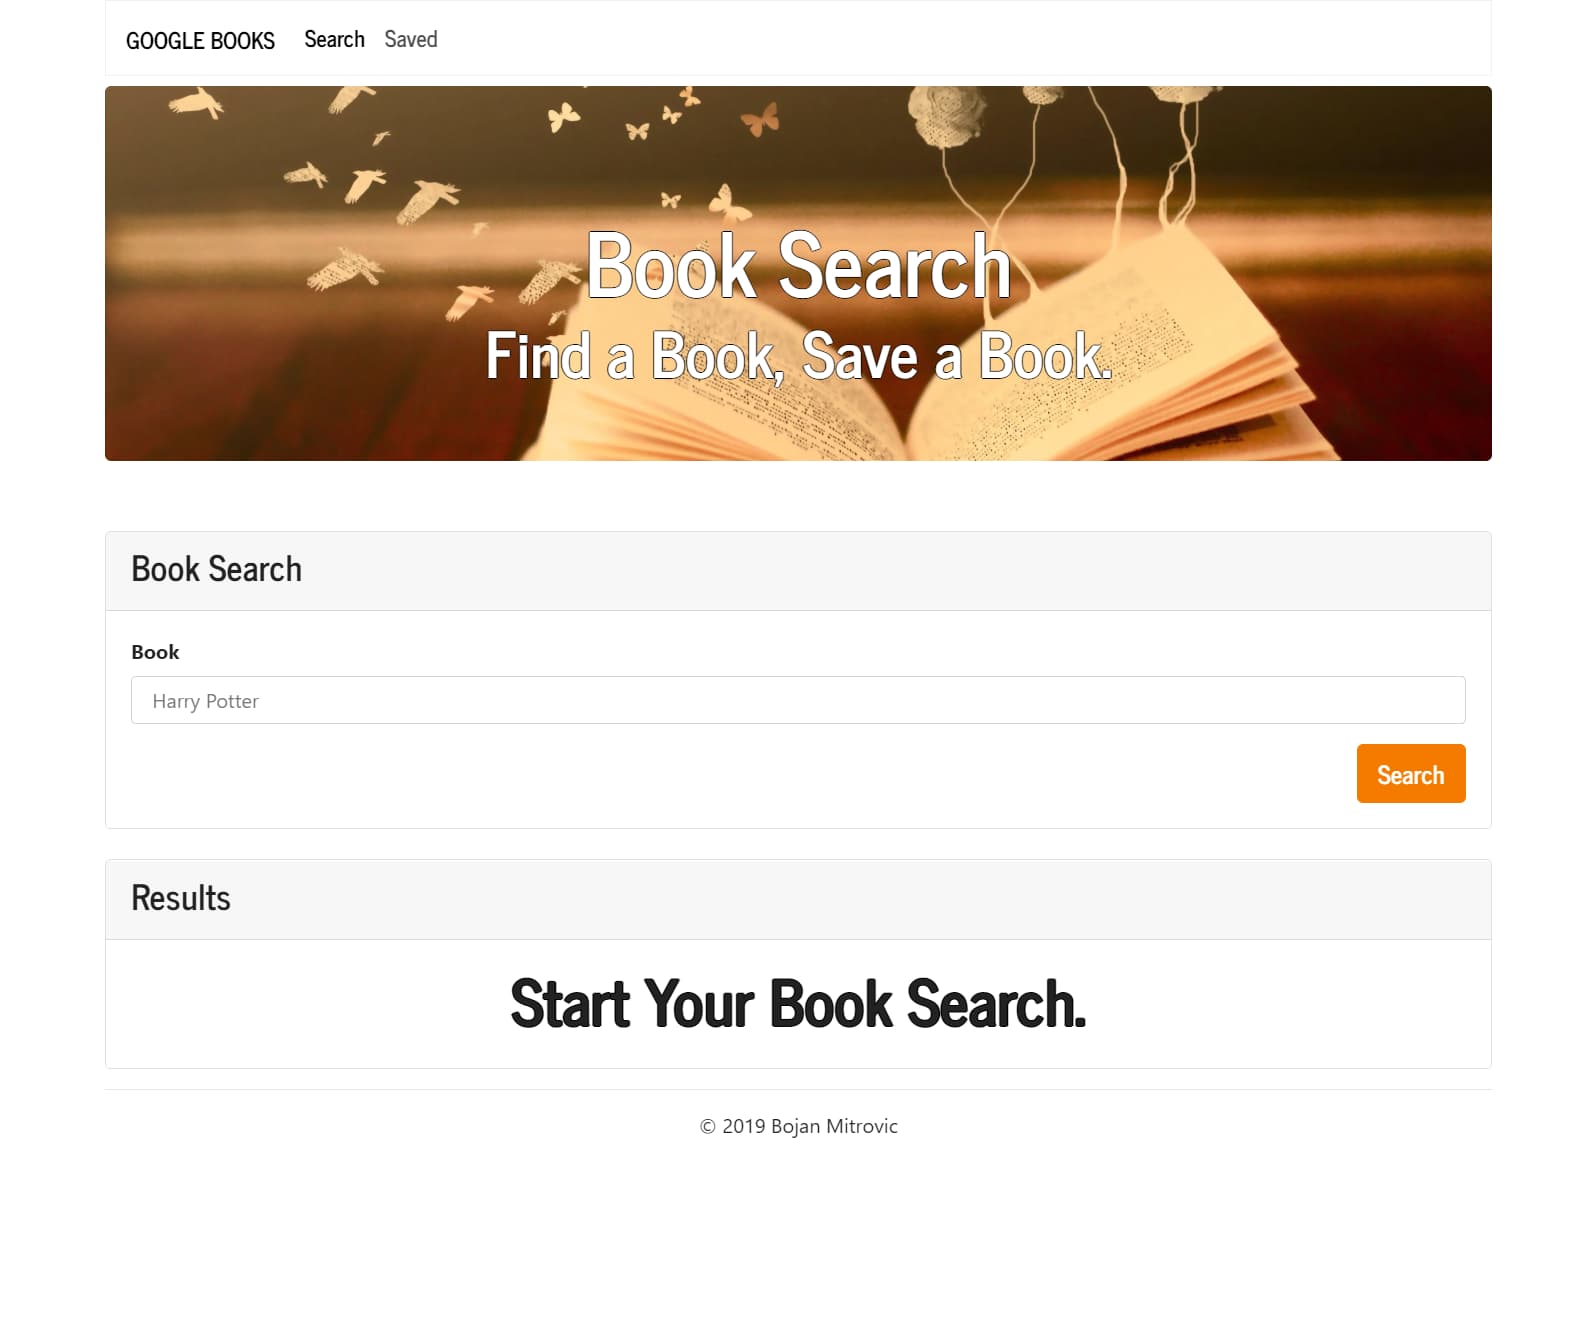 GOOGLE BOOKS Search Saved
Book Search
Find a Book, Save a Book.
Book Search
Book
Harry Potter
Search
Results
Start Your Book Search.
© 2019 Bojan Mitrovic